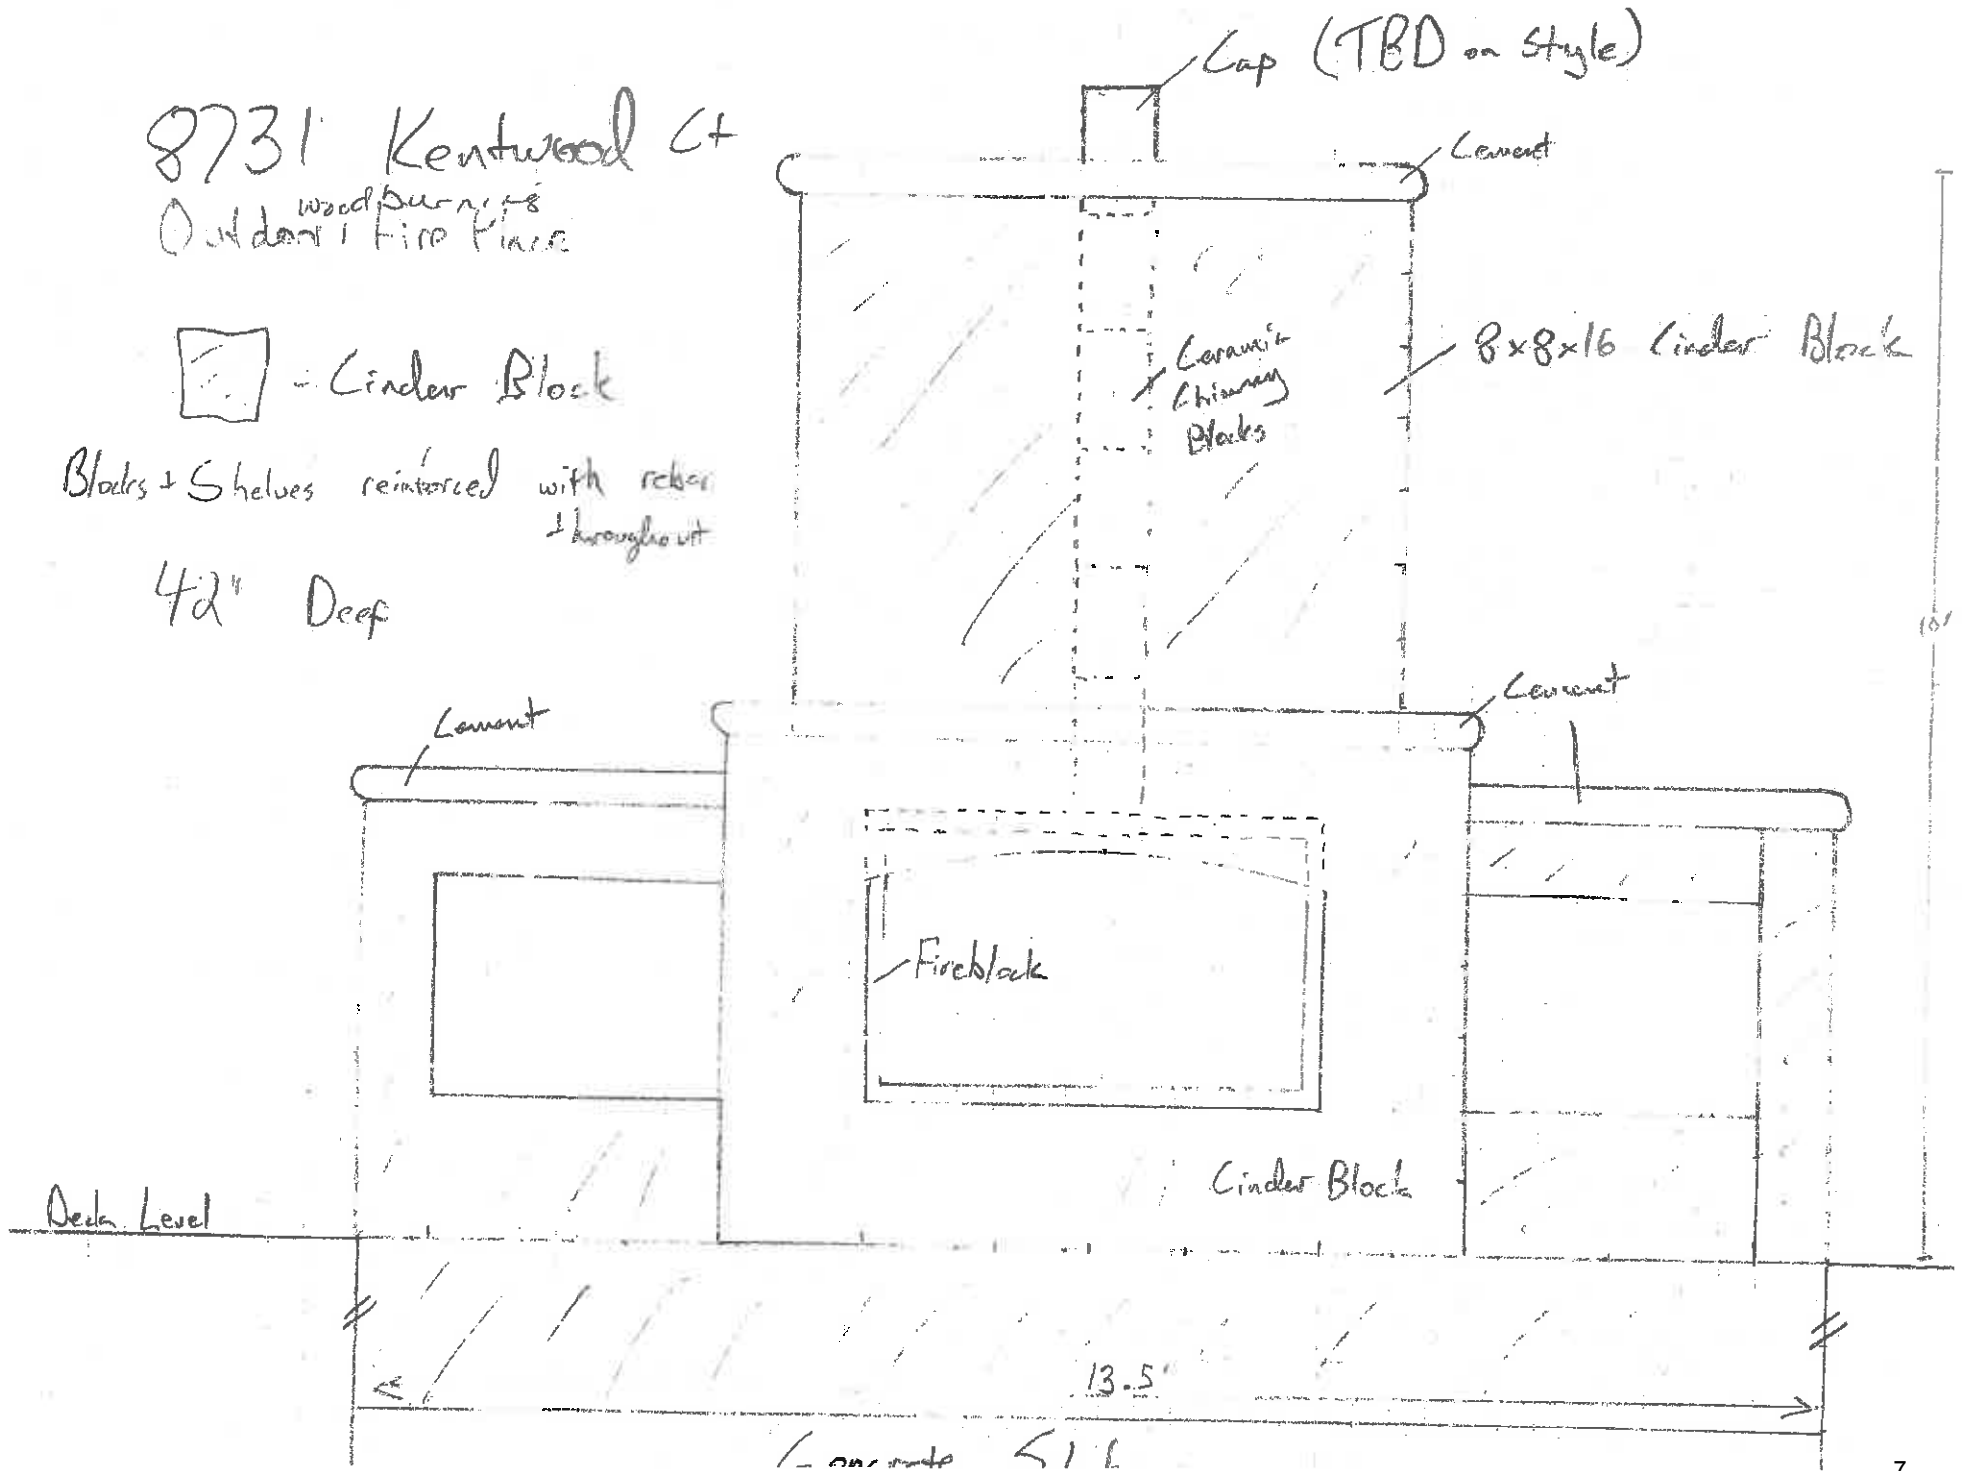 Cap (TBD on Style)
8731 Kentwood Ct
Cement
woodburning
Outdoor Fire Place
8x8x16 Cinder Block
Ceramic
Chimney
Blocks
- Cinder Block
Blocks + Shelves reinforced with rebar
throughout
42" Deep
10'
Cement
Cement
Fireblock
Cinder Block
Deck Level
13.5'
Concrete Slab
7